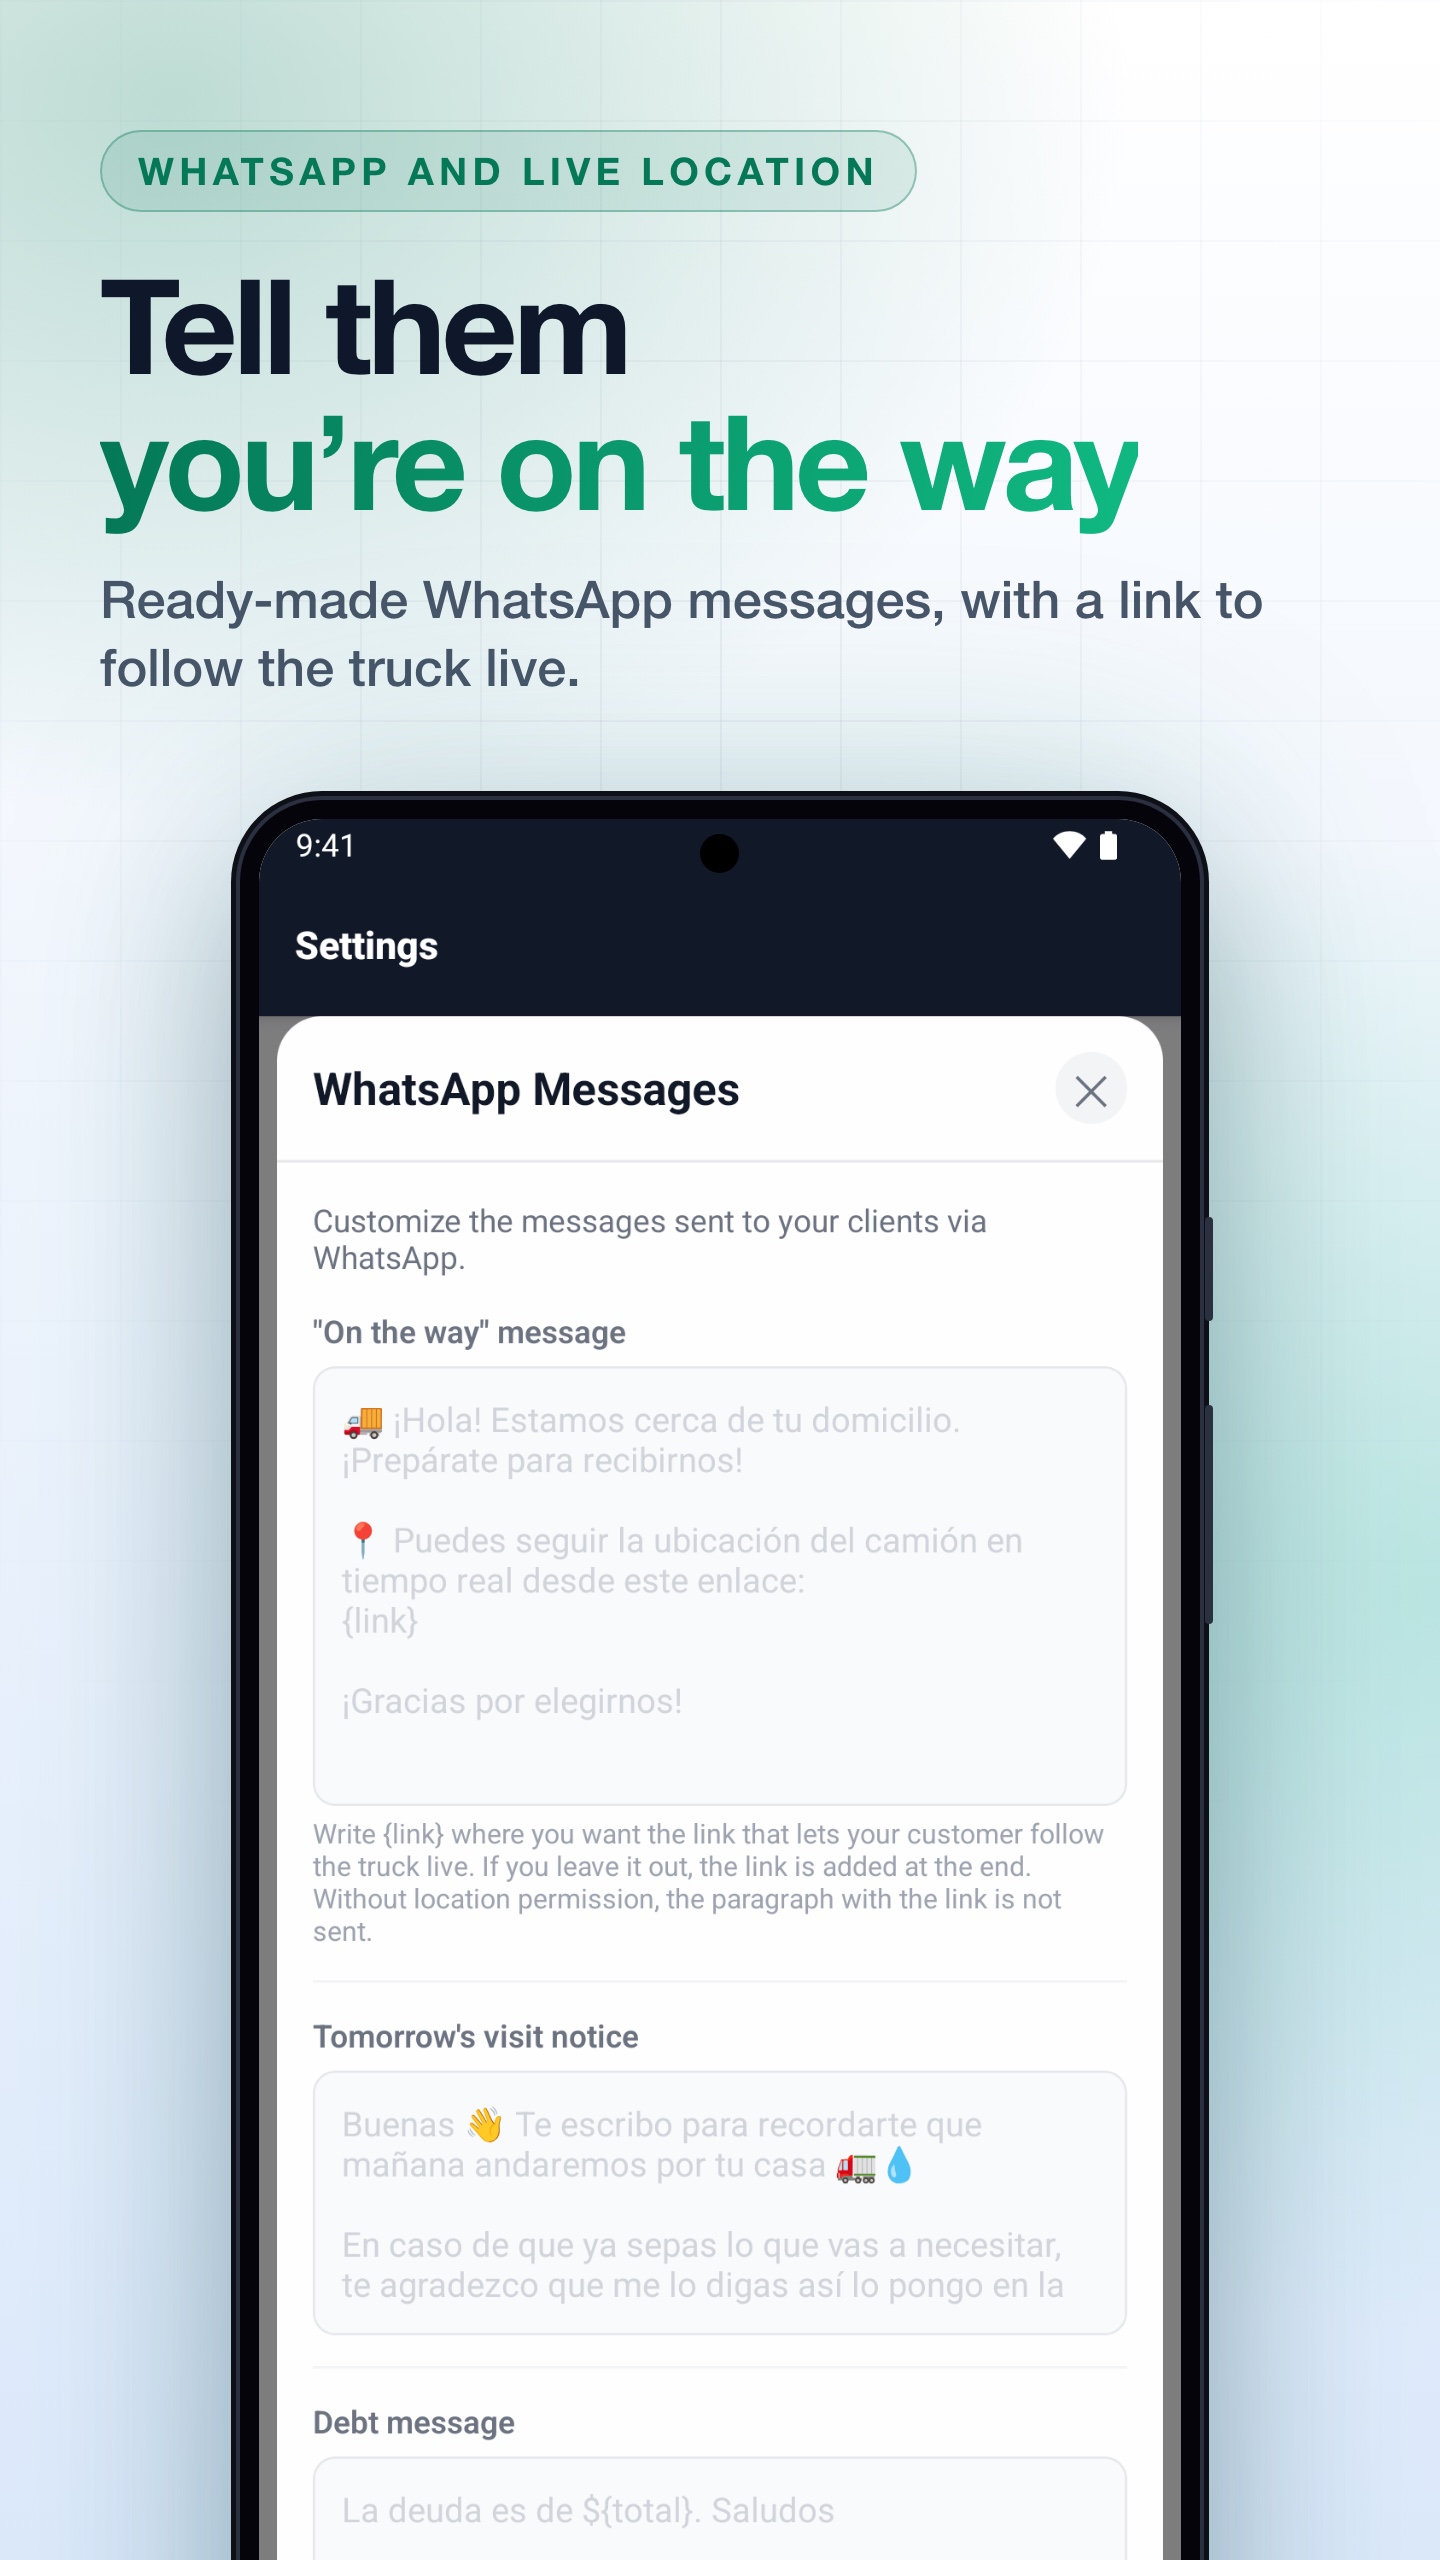 WHATSAPP AND LIVE LOCATION
Tell them
you’re on the way
Ready-made WhatsApp messages, with a link to
follow the truck live.
9:41
Settings
WhatsApp Messages
Customize the messages sent to your clients via
WhatsApp.
"On the way" message
🚚 ¡Hola! Estamos cerca de tu domicilio.
¡Prepárate para recibirnos!
📍 Puedes seguir la ubicación del camión en
tiempo real desde este enlace:
{link}
¡Gracias por elegirnos!
Write {link} where you want the link that lets your customer follow
the truck live. If you leave it out, the link is added at the end.
Without location permission, the paragraph with the link is not
sent.
Tomorrow's visit notice
Buenas 👋 Te escribo para recordarte que
mañana andaremos por tu casa 🚛💧
En caso de que ya sepas lo que vas a necesitar,
te agradezco que me lo digas así lo pongo en la
Debt message
La deuda es de ${total}. Saludos